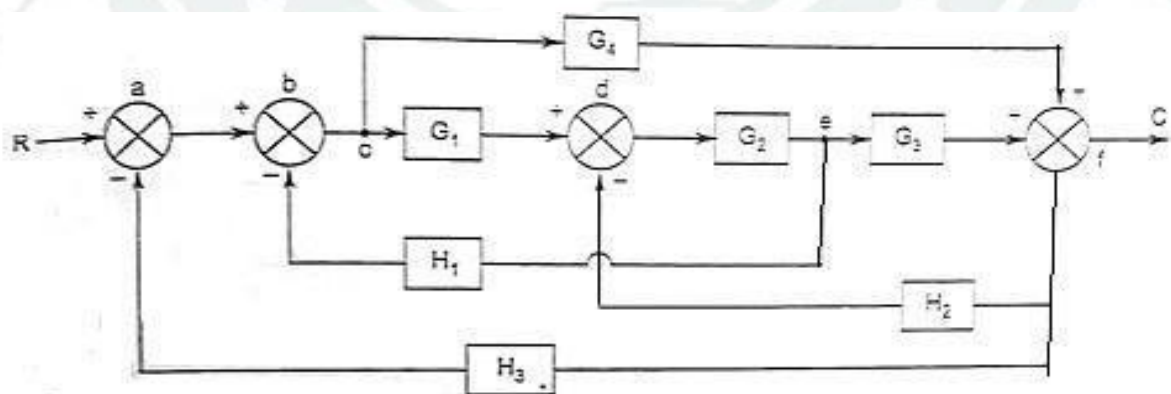 G₄
a
b
d
R
+
−
+
−
c
G₁
+
−
G₂
e
G₃
C
f
H₁
H₂
H₃